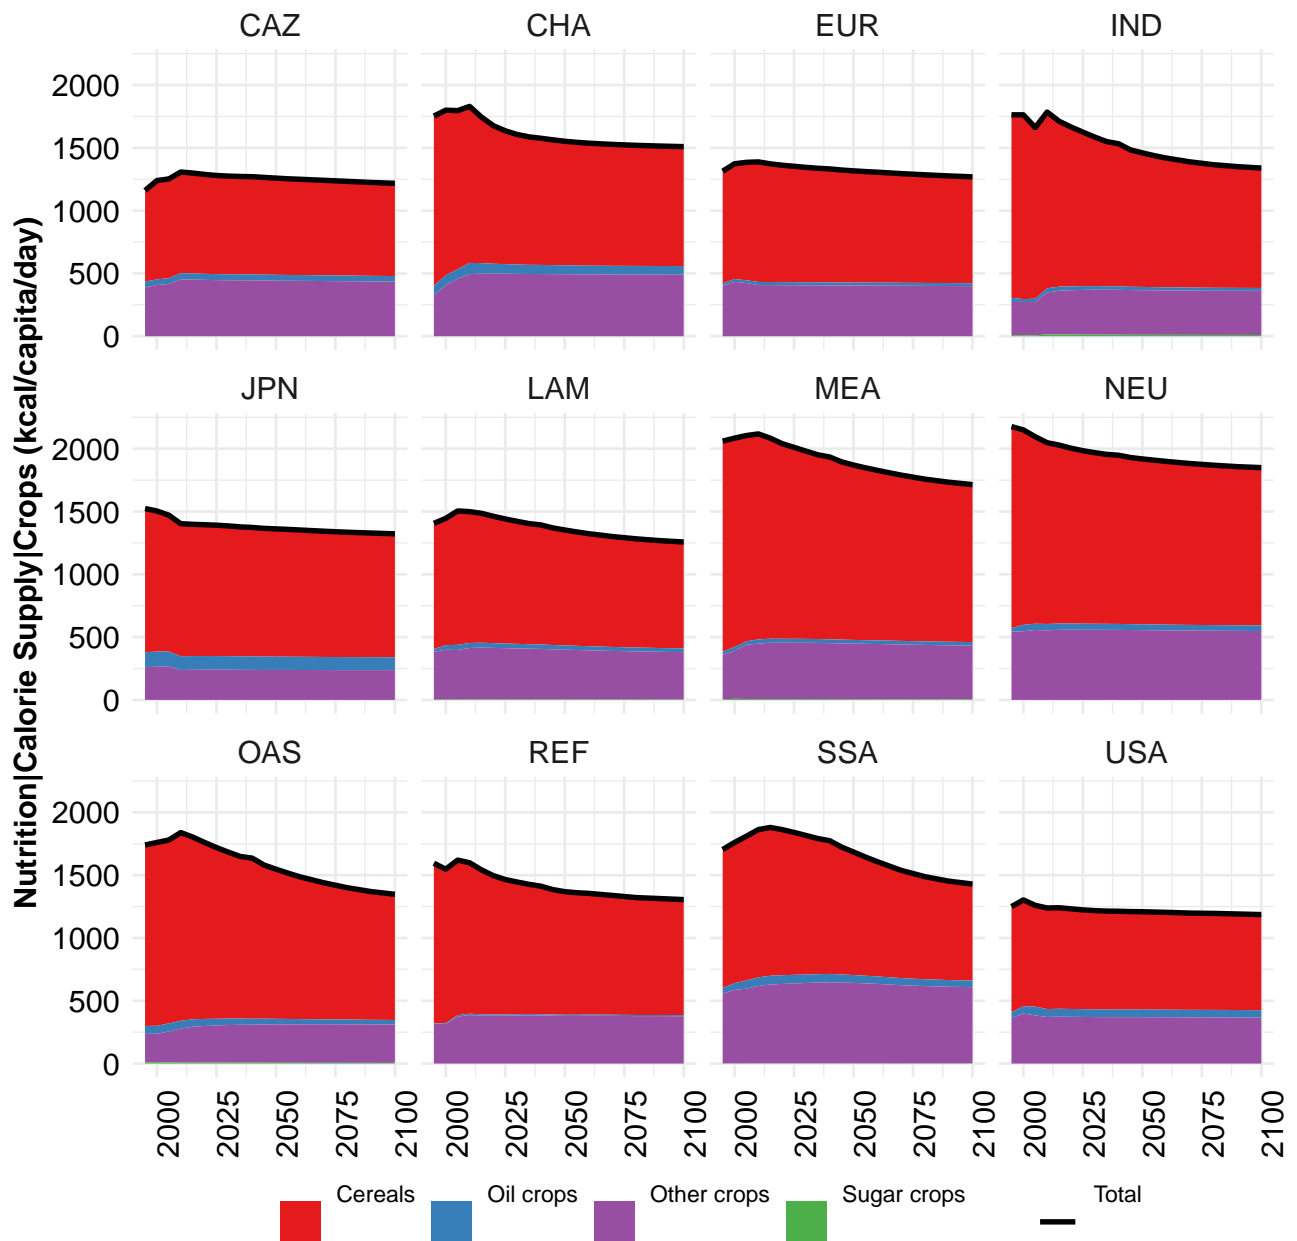 CAZ CHA EUR IND
Nutrition|Calorie Supply|Crops (kcal/capita/day)
2000
1500
1000
500
0
JPN LAM MEA NEU
2000
1500
1000
500
0
OAS REF SSA USA
2000
1500
1000
500
0
2000 2025 2050 2075 2100 2000 2025 2050 2075 2100 2000 2025 2050 2075 2100 2000 2025 2050 2075 2100
Cereals Oil crops Other crops Sugar crops Total